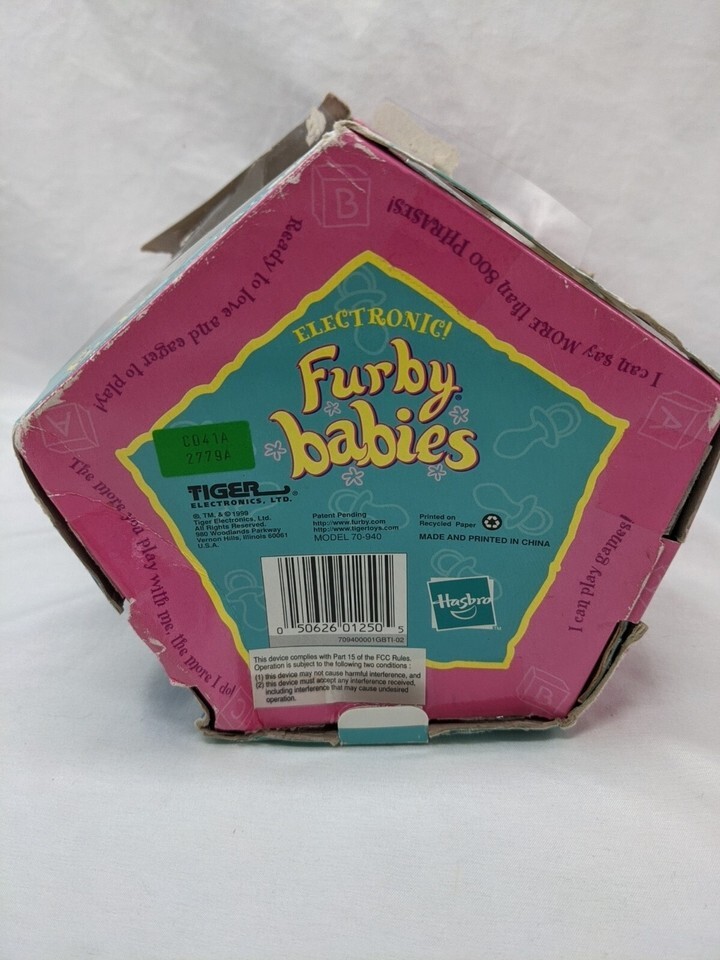 B
Ready to love and eager to play!
I can say MORE than 800 PHRASES!
ELECTRONIC!
Furby
babies
A
A
C041A
2779A
TIGER
ELECTRONICS, LTD.
®, TM, & © 1999
Tiger Electronics, Ltd.
All Rights Reserved.
980 Woodlands Parkway
Vernon Hills, Illinois 60061
U.S.A.
Patent Pending
http://www.furby.com
http://www.tigertoys.com
MODEL 70-940
Printed on
Recycled Paper
MADE AND PRINTED IN CHINA
The more you play with me, the more I do!
I can play games!
0 50626 01250 5
709400001GBTI-02
Hasbro
This device complies with Part 15 of the FCC Rules.
Operation is subject to the following two conditions :
(1) this device may not cause harmful interference, and
(2) this device must accept any interference received,
including interference that may cause undesired
operation.
B